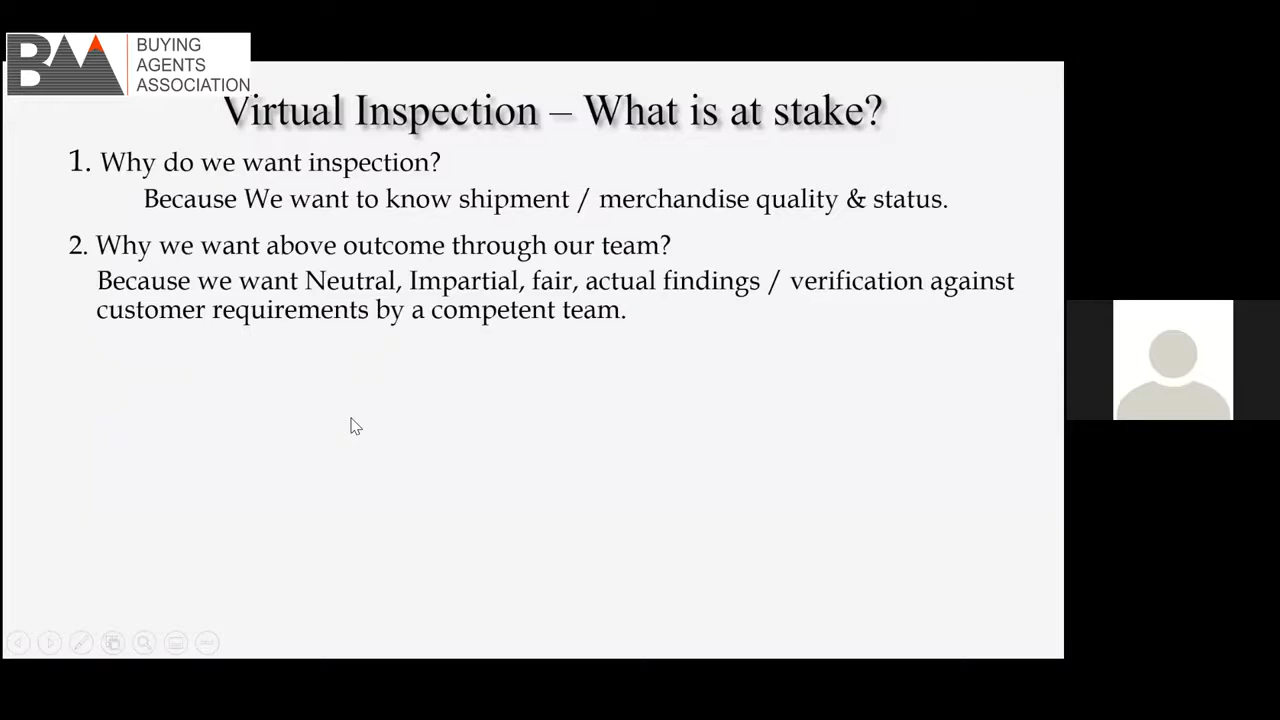 BAA
BUYING
AGENTS
ASSOCIATION
Virtual Inspection – What is at stake?
1. Why do we want inspection?
Because We want to know shipment / merchandise quality & status.
2. Why we want above outcome through our team?
Because we want Neutral, Impartial, fair, actual findings / verification against
customer requirements by a competent team.